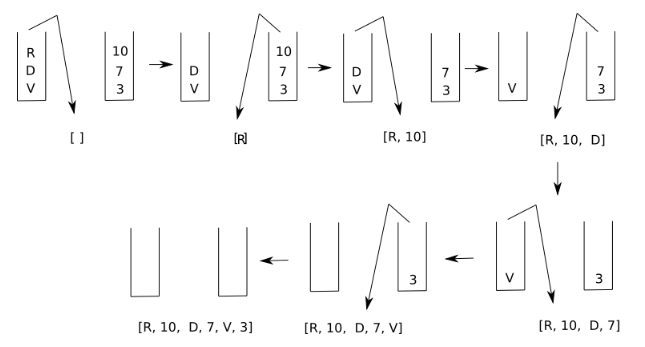 R 10 10
D 7 D 7 D 7 7
V 3 V 3 V 3 V 3
[ ] [R] [R, 10] [R, 10, D]
3 V 3
[R, 10, D, 7, V, 3] [R, 10, D, 7, V] [R, 10, D, 7]